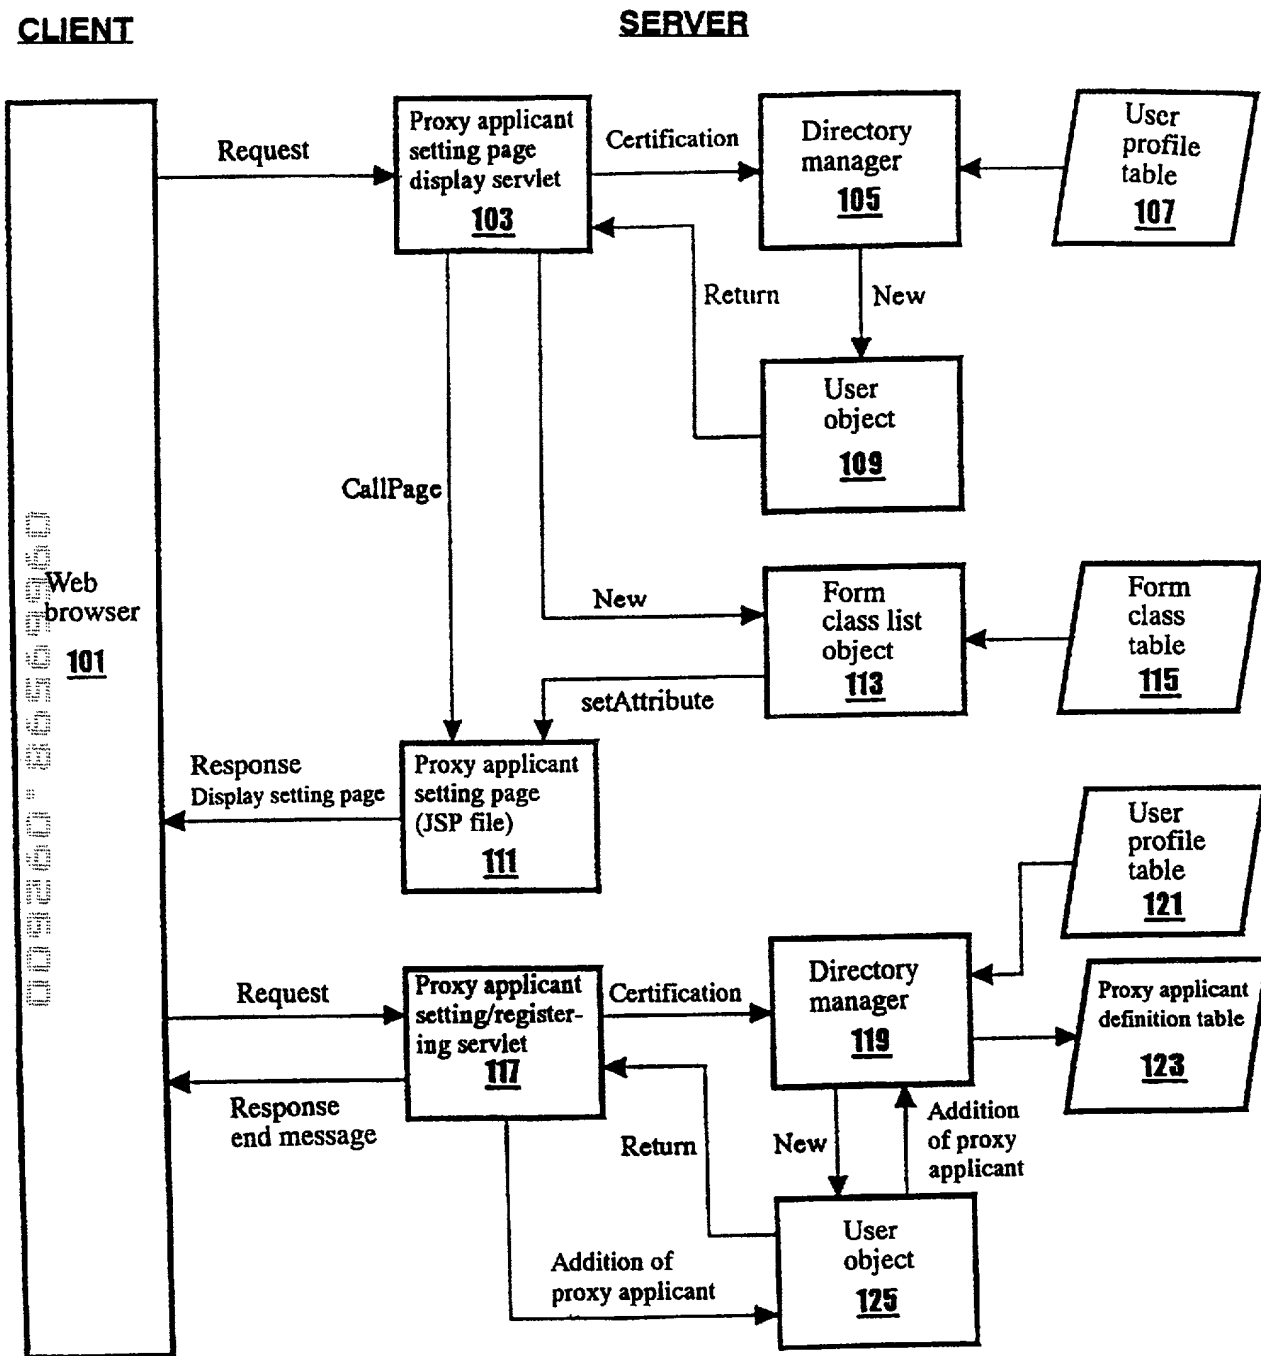 CLIENT
SERVER
Request
Proxy applicant
setting page
display servlet
103
Certification
Directory
manager
105
User
profile
table
107
Return
New
User
object
109
CallPage
Web
browser
101
New
Form
class list
object
113
Form
class
table
115
setAttribute
Response
Display setting page
Proxy applicant
setting page
(JSP file)
111
User
profile
table
121
Request
Proxy applicant
setting/register-
ing servlet
117
Certification
Directory
manager
119
Proxy applicant
definition table
123
Response
end message
Return
New
Addition
of proxy
applicant
Addition of
proxy applicant
User
object
125